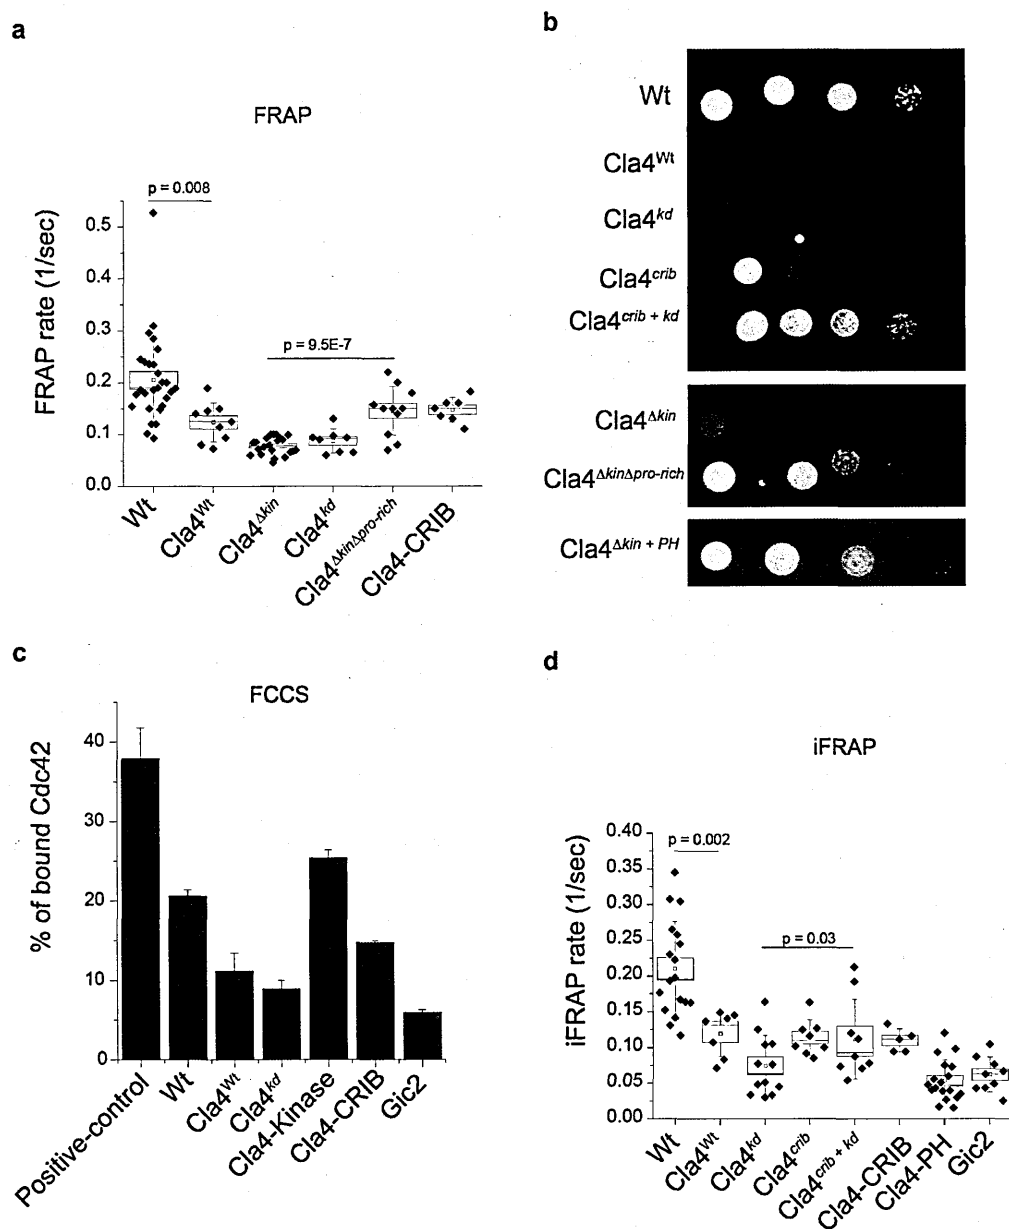 a
FRAP
p = 0.008
p = 9.5E-7
FRAP rate (1/sec)
0.5
0.3
0.2
0.1
0.0
Wt
Cla4Wt
Cla4Δkin
Cla4kd
Cla4ΔkinΔpro-rich
Cla4-CRIB
b
Wt
Cla4Wt
Cla4kd
Cla4crib
Cla4crib + kd
Cla4Δkin
Cla4ΔkinΔpro-rich
Cla4Δkin + PH
c
FCCS
% of bound Cdc42
40
30
20
10
0
Positive-control
Wt
Cla4Wt
Cla4kd
Cla4-Kinase
Cla4-CRIB
Gic2
d
iFRAP
p = 0.002
p = 0.03
iFRAP rate (1/sec)
0.40
0.35
0.30
0.25
0.20
0.15
0.10
0.05
0.00
Wt
Cla4Wt
Cla4kd
Cla4crib
Cla4crib + kd
Cla4-CRIB
Cla4-PH
Gic2